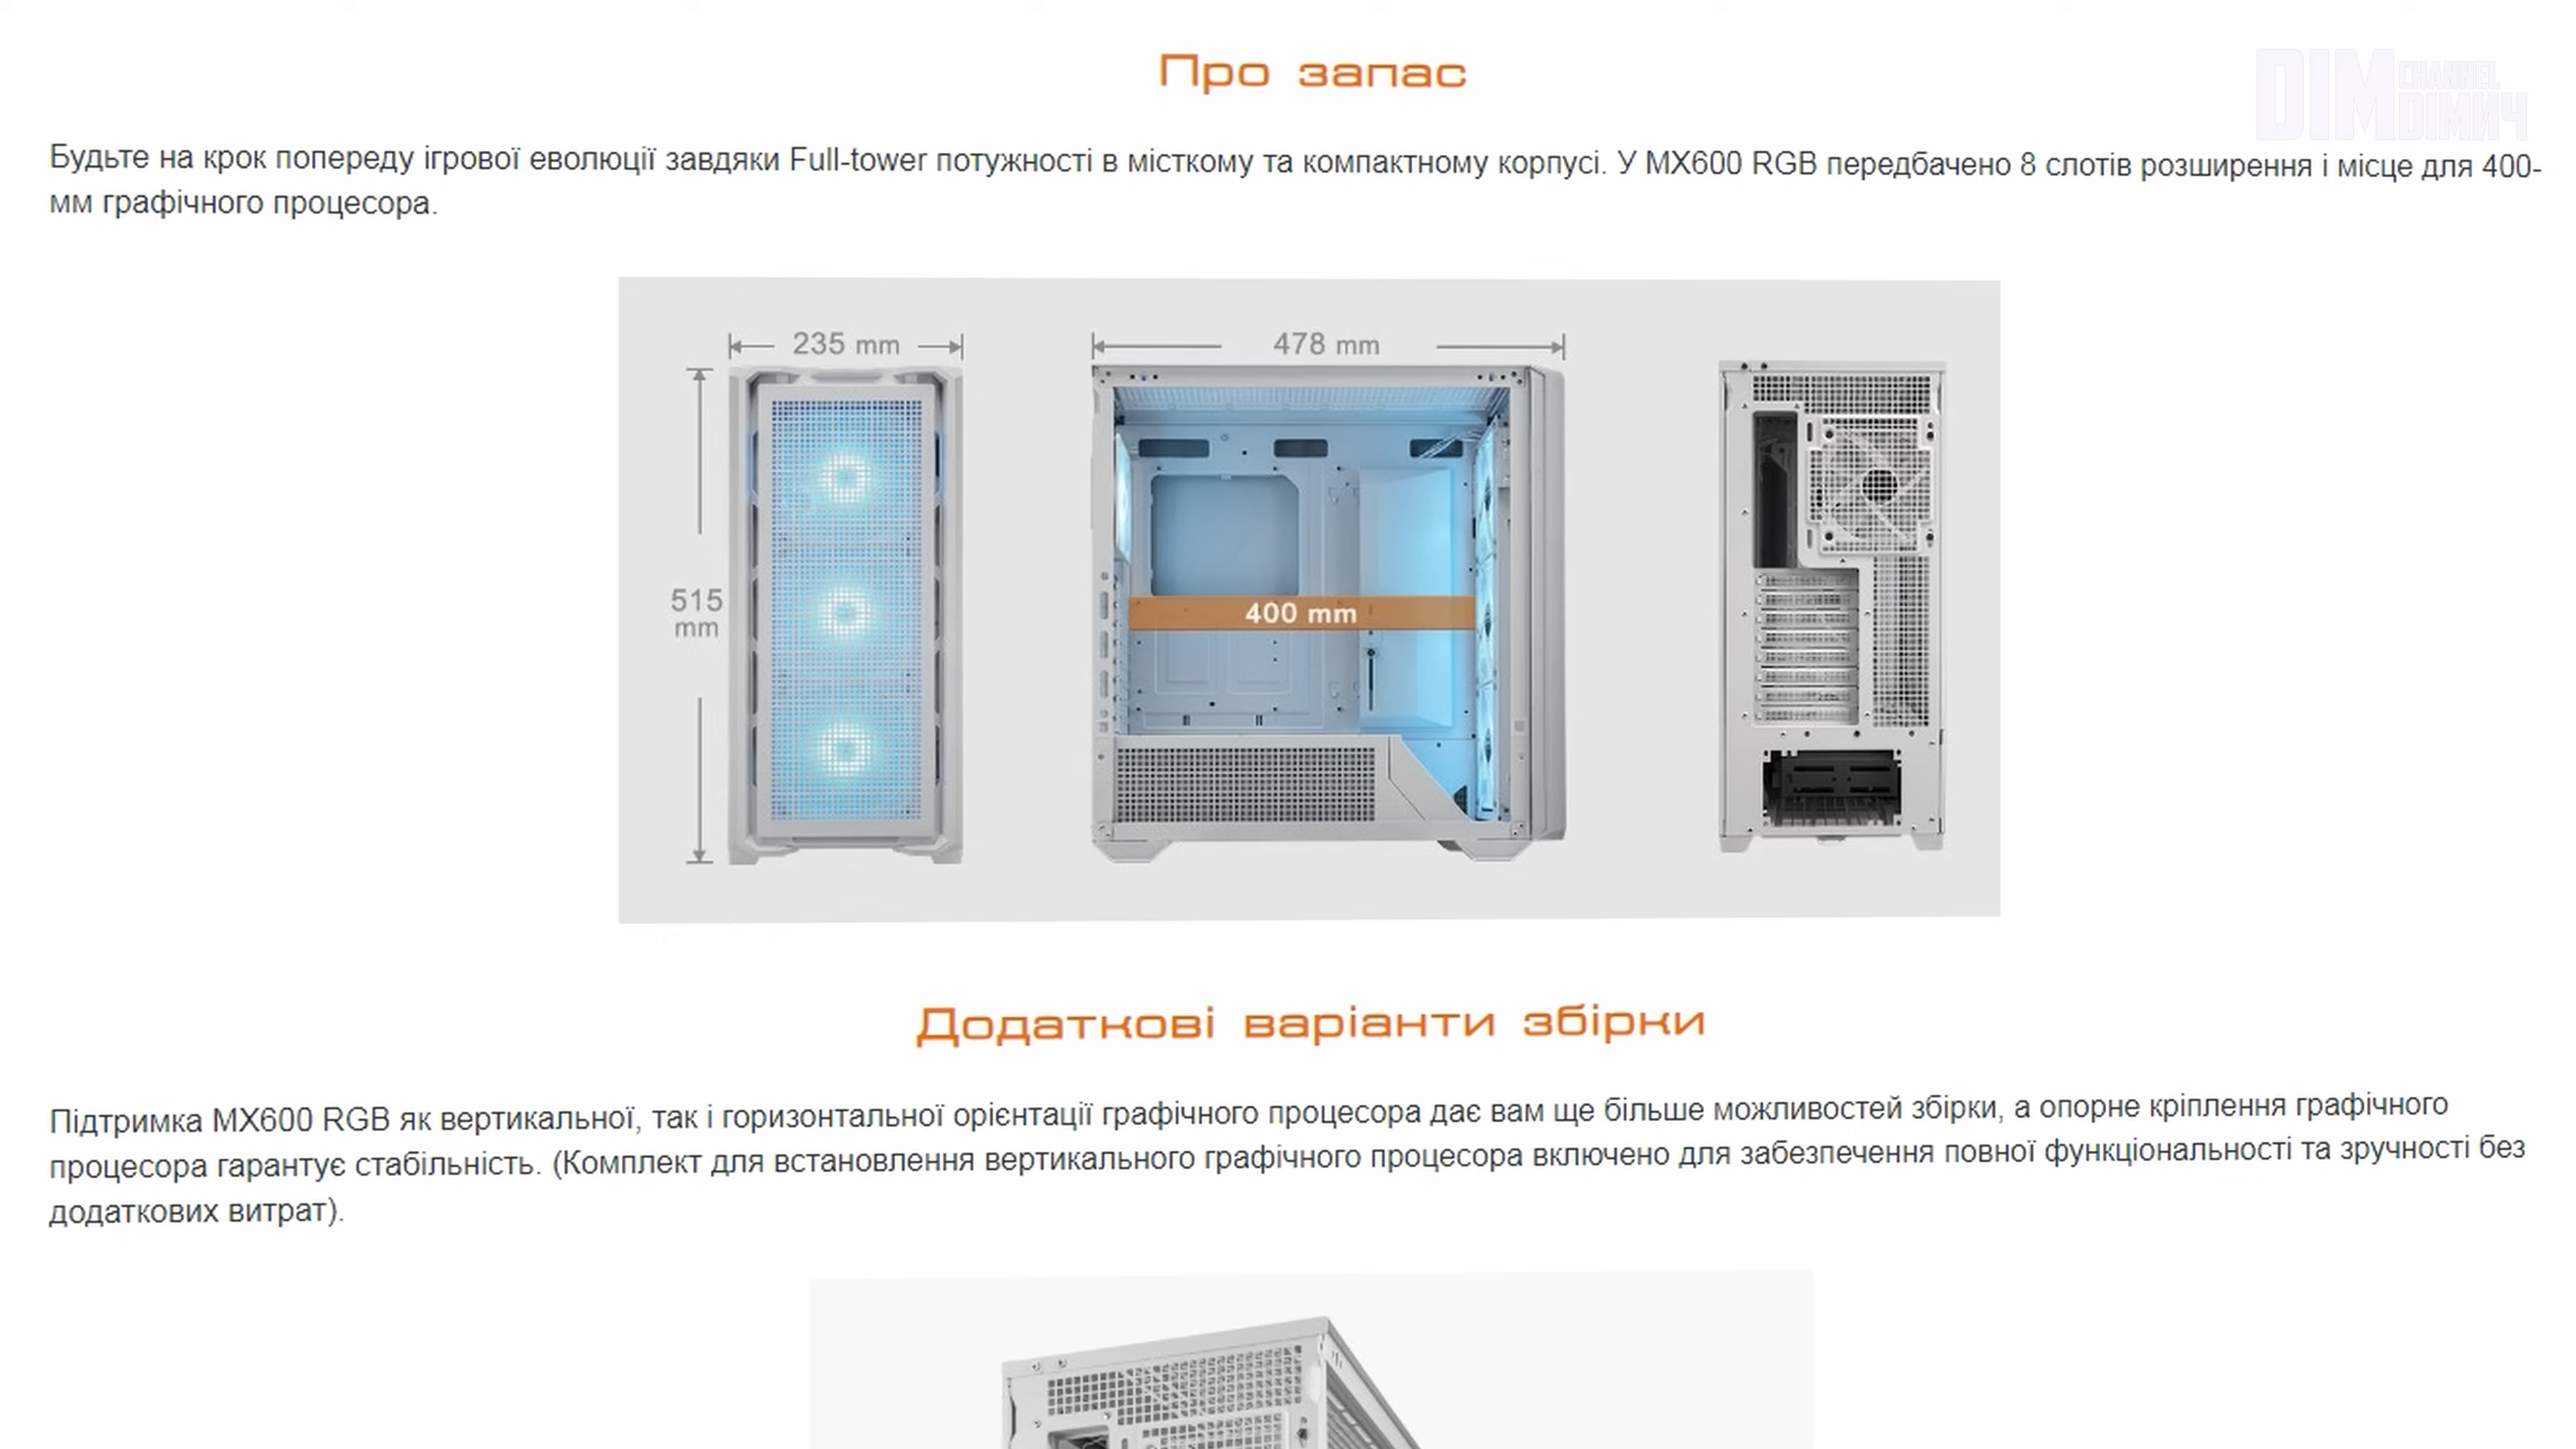 Про запас
DIM CHANNEL
DІМИЧ
Будьте на крок попереду ігрової еволюції завдяки Full-tower потужності в місткому та компактному корпусі. У MX600 RGB передбачено 8 слотів розширення і місце для 400-
мм графічного процесора.
235 mm
478 mm
515
mm
400 mm
Додаткові варіанти збірки
Підтримка MX600 RGB як вертикальної, так і горизонтальної орієнтації графічного процесора дає вам ще більше можливостей збірки, а опорне кріплення графічного
процесора гарантує стабільність. (Комплект для встановлення вертикального графічного процесора включено для забезпечення повної функціональності та зручності без
додаткових витрат).